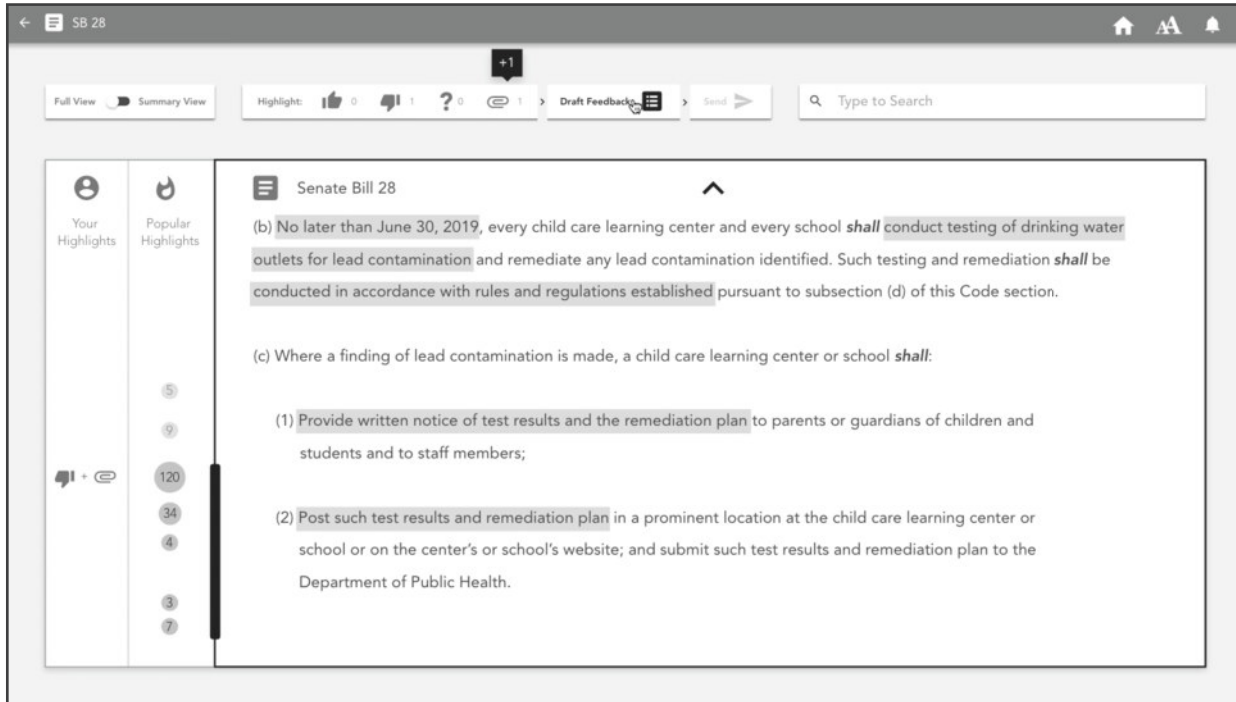 SB 28
AA
+1
Full View Summary View
Highlight: 0 1 ? 0 1 > Draft Feedback > Send
Type to Search
Your Highlights
Popular Highlights
Senate Bill 28
(b) No later than June 30, 2019, every child care learning center and every school shall conduct testing of drinking water
outlets for lead contamination and remediate any lead contamination identified. Such testing and remediation shall be
conducted in accordance with rules and regulations established pursuant to subsection (d) of this Code section.
(c) Where a finding of lead contamination is made, a child care learning center or school shall:
5
9
(1) Provide written notice of test results and the remediation plan to parents or guardians of children and
students and to staff members;
+ 120
34
4
(2) Post such test results and remediation plan in a prominent location at the child care learning center or
school or on the center's or school's website; and submit such test results and remediation plan to the
Department of Public Health.
3
7